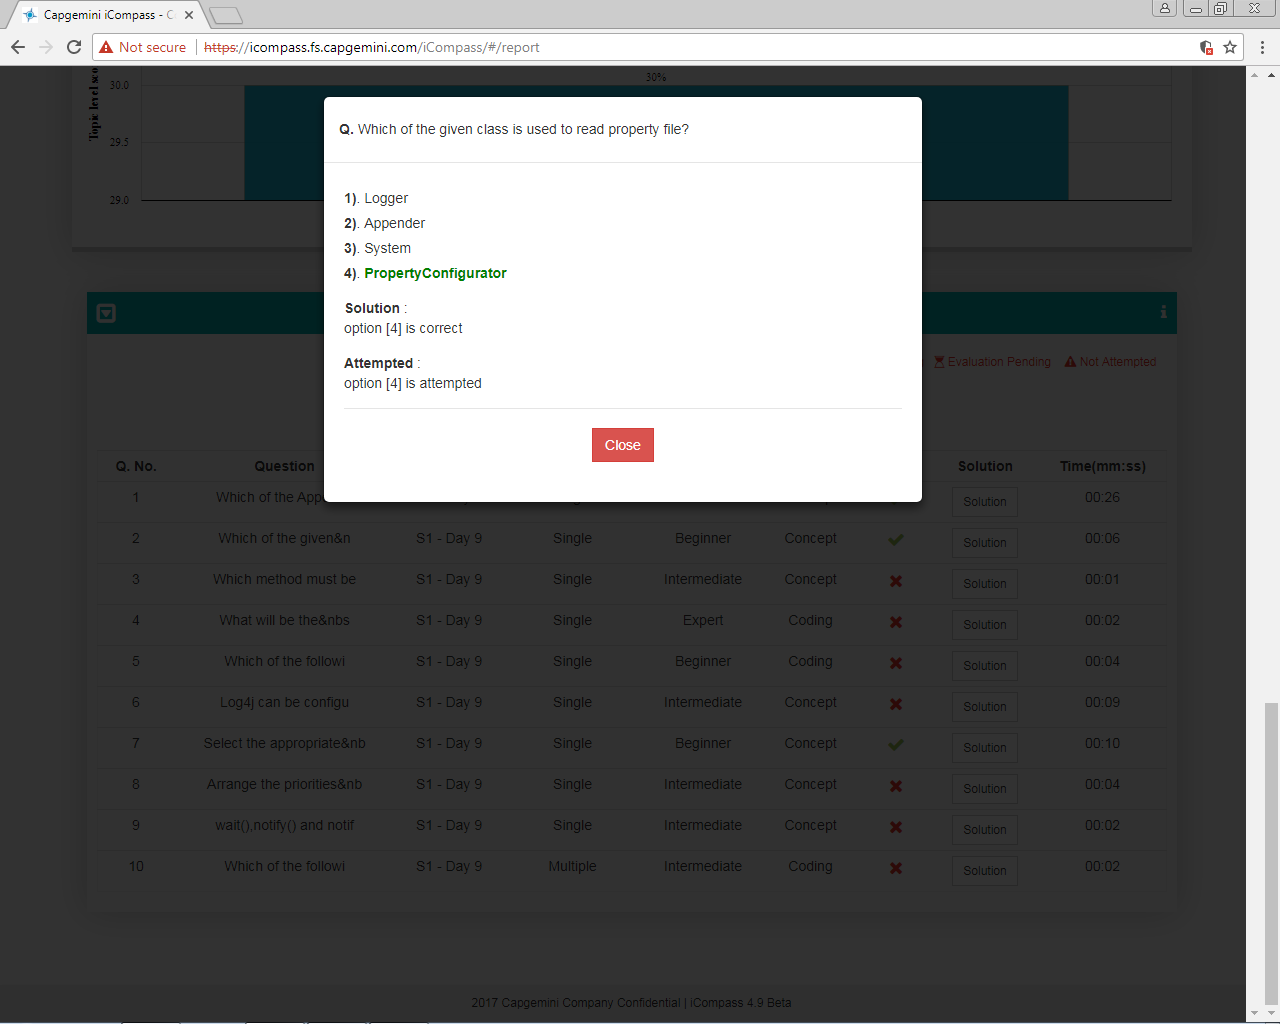 Capgemini iCompass - C
Not secure
https://icompass.fs.capgemini.com/iCompass/#/report
Topic level sco
30.0
29.5
29.0
30%
Q. Which of the given class is used to read property file?
1). Logger
2). Appender
3). System
4). PropertyConfigurator
Solution :
option [4] is correct
Attempted :
option [4] is attempted
Close
Evaluation Pending Not Attempted
Q. No. Question Solution Time(mm:ss)
1 Which of the App Solution 00:26
2 Which of the given&n S1 - Day 9 Single Beginner Concept Solution 00:06
3 Which method must be S1 - Day 9 Single Intermediate Concept Solution 00:01
4 What will be the&nbs S1 - Day 9 Single Expert Coding Solution 00:02
5 Which of the followi S1 - Day 9 Single Beginner Coding Solution 00:04
6 Log4j can be configu S1 - Day 9 Single Intermediate Concept Solution 00:09
7 Select the appropriate&nb S1 - Day 9 Single Beginner Concept Solution 00:10
8 Arrange the priorities&nb S1 - Day 9 Single Intermediate Concept Solution 00:04
9 wait(),notify() and notif S1 - Day 9 Single Intermediate Concept Solution 00:02
10 Which of the followi S1 - Day 9 Multiple Intermediate Coding Solution 00:02
2017 Capgemini Company Confidential | iCompass 4.9 Beta